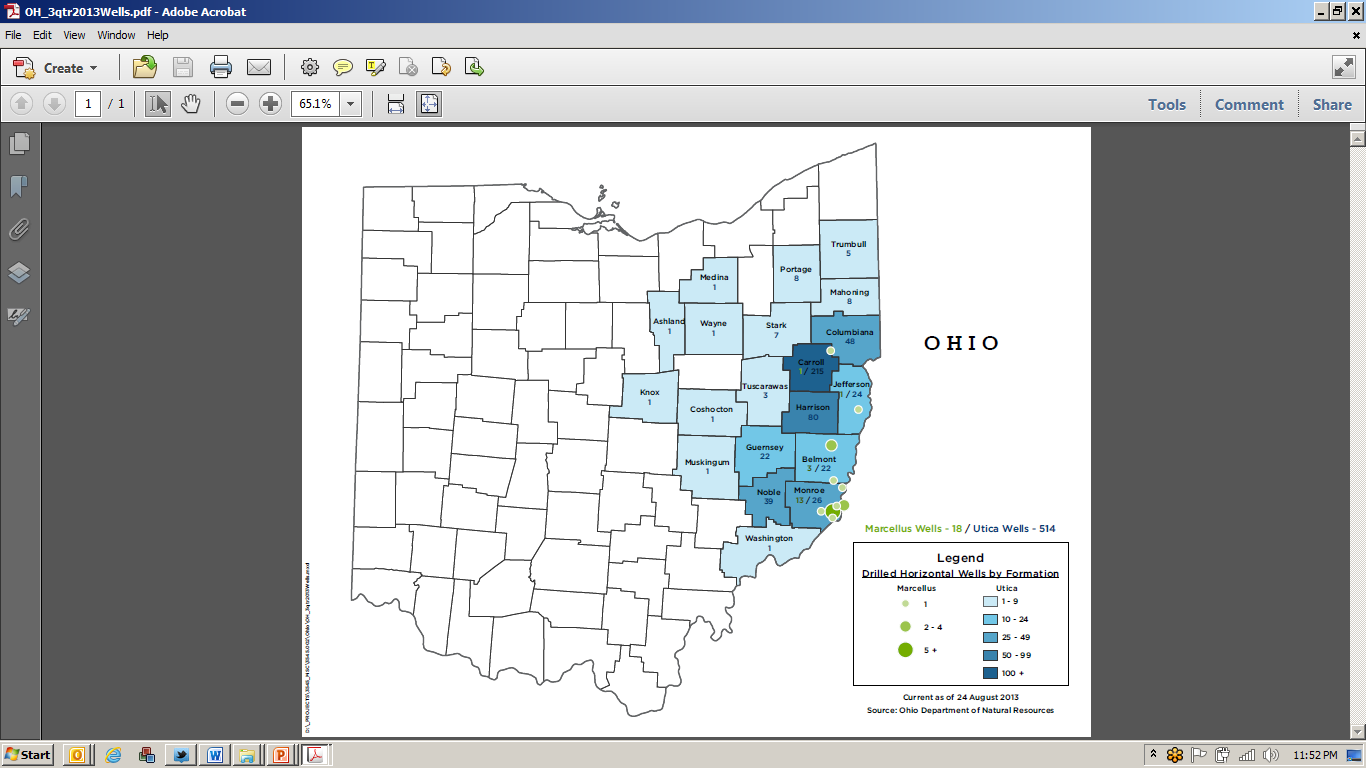 OH_3qtr2013Wells.pdf - Adobe Acrobat
File Edit View Window Help
Create
1 / 1 65.1% Tools Comment Share
Trumbull
5
Portage
8
Medina
1
Mahoning
8
Ashland
1
Wayne
1
Stark
7
Columbiana
48
OHIO
Carroll
1 / 215
Jefferson
1 / 24
Tuscarawas
3
Knox
1
Harrison
80
Coshocton
1
Guernsey
22
Belmont
3 / 22
Muskingum
1
Noble
39
Monroe
13 / 26
Washington
1
Marcellus Wells - 18 / Utica Wells - 514
Legend
Drilled Horizontal Wells by Formation
Marcellus Utica
1
2 - 4
5 +
1 - 9
10 - 24
25 - 49
50 - 99
100 +
Current as of 24 August 2013
Source: Ohio Department of Natural Resources
Start 11:52 PM